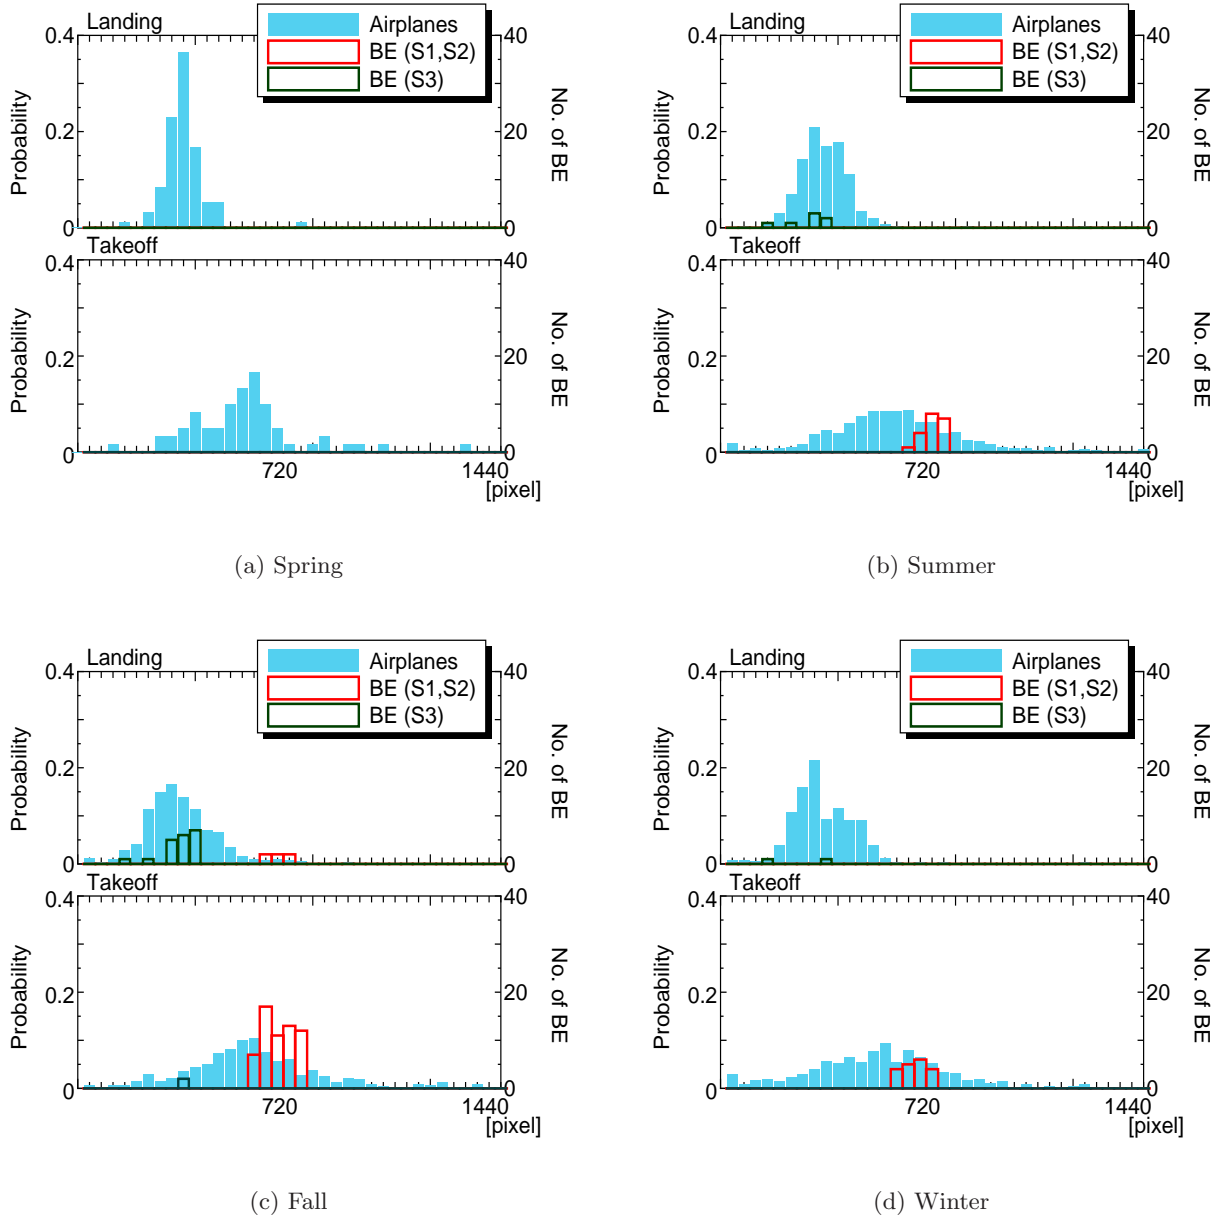 Landing
Airplanes
BE (S1,S2)
BE (S3)
0.4
0.2
0
Probability
40
20
0
No. of BE
Takeoff
0.4
0.2
0
Probability
40
20
0
No. of BE
720
1440
[pixel]
(a) Spring
Landing
Airplanes
BE (S1,S2)
BE (S3)
0.4
0.2
0
Probability
40
20
0
No. of BE
Takeoff
0.4
0.2
0
Probability
40
20
0
No. of BE
720
1440
[pixel]
(b) Summer
Landing
Airplanes
BE (S1,S2)
BE (S3)
0.4
0.2
0
Probability
40
20
0
No. of BE
Takeoff
0.4
0.2
0
Probability
40
20
0
No. of BE
720
1440
[pixel]
(c) Fall
Landing
Airplanes
BE (S1,S2)
BE (S3)
0.4
0.2
0
Probability
40
20
0
No. of BE
Takeoff
0.4
0.2
0
Probability
40
20
0
No. of BE
720
1440
[pixel]
(d) Winter